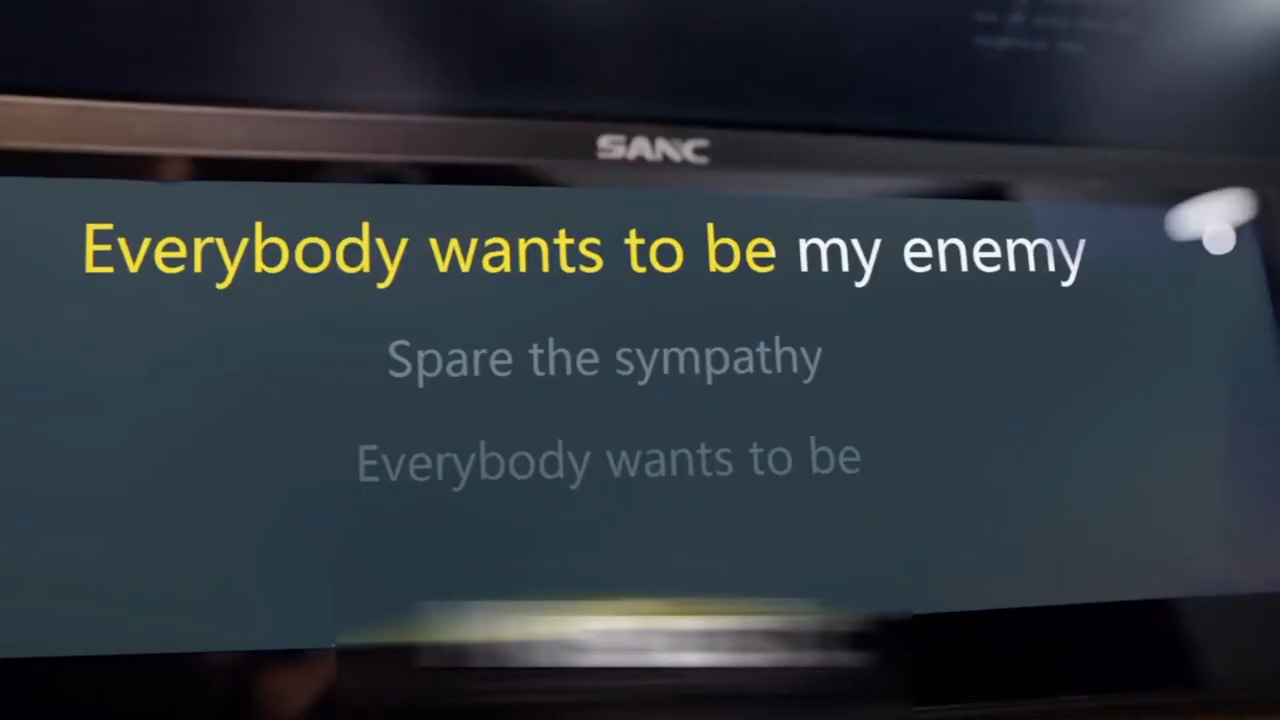 SANC
Everybody wants to be my enemy
Spare the sympathy
Everybody wants to be